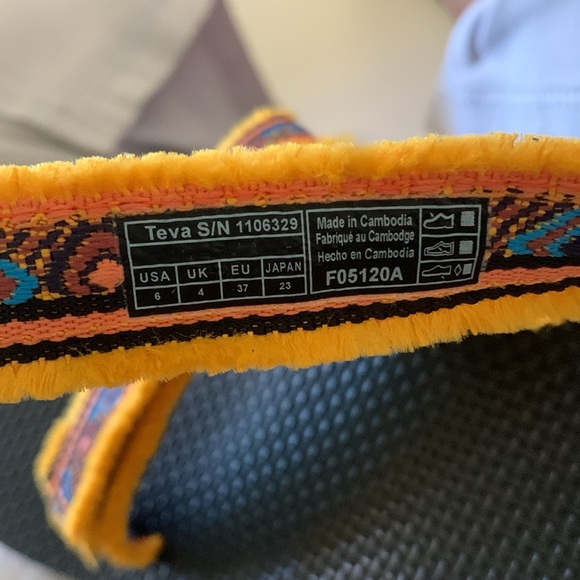 Teva S/N 1106329
USA UK EU JAPAN
6 4 37 23
Made in Cambodia
Fabriqué au Cambodge
Hecho en Cambodia
F05120A